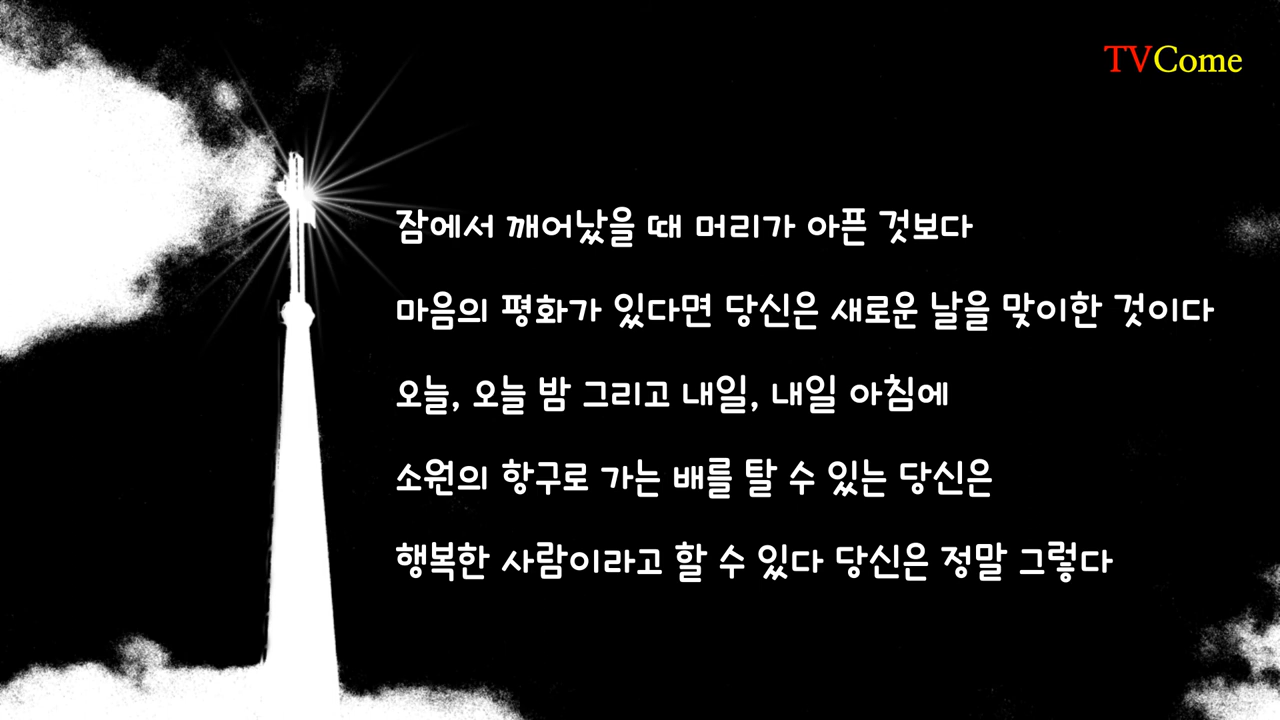 TVCome
잠에서 깨어났을 때 머리가 아픈 것보다
마음의 평화가 있다면 당신은 새로운 날을 맞이한 것이다
오늘, 오늘 밤 그리고 내일, 내일 아침에
소원의 항구로 가는 배를 탈 수 있는 당신은
행복한 사람이라고 할 수 있다 당신은 정말 그렇다